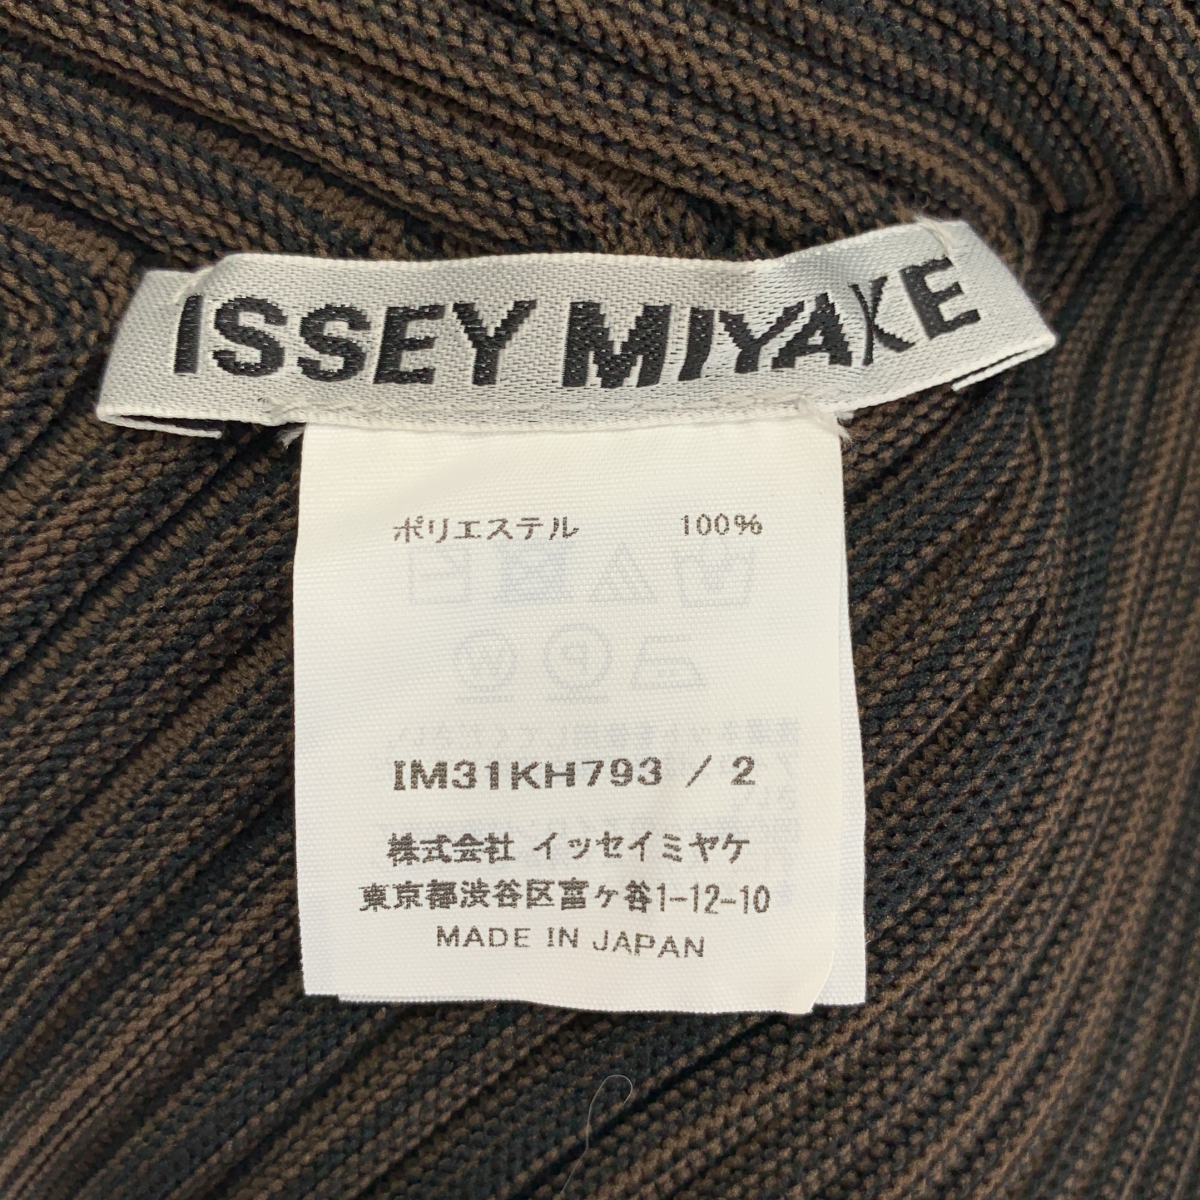 ISSEY MIYAKE
ポリエステル 100%
IM31KH793 / 2
株式会社 イッセイミヤケ
東京都渋谷区富ヶ谷1-12-10
MADE IN JAPAN